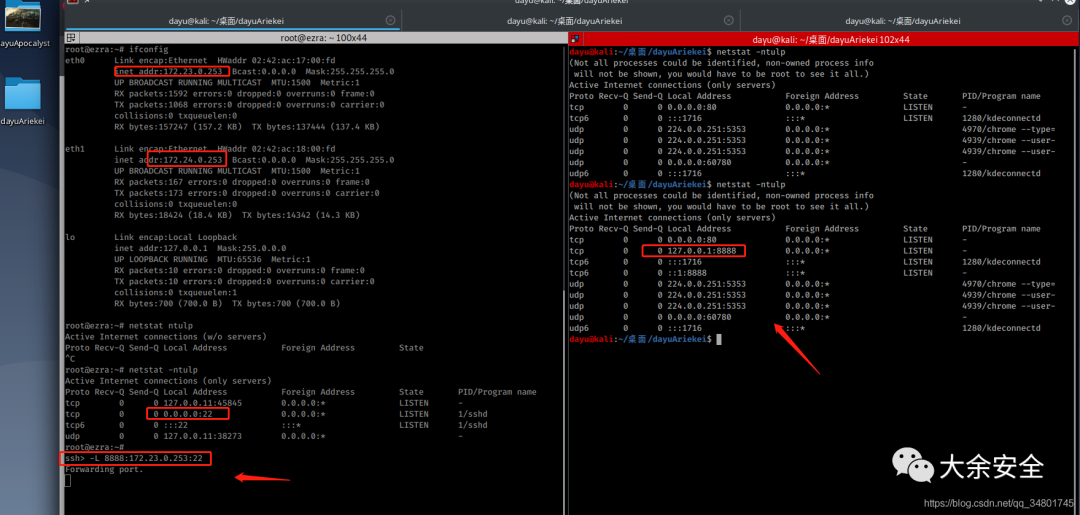 dayu@kali: ~/桌面/dayuAriekei
dayuApocalyst
dayuAriekei
dayu@kali: ~/桌面/dayuAriekei
dayu@kali: ~/桌面/dayuAriekei
dayu@kali: ~/桌面/dayuAriekei
root@ezra: ~ 100x44
root@ezra:~# ifconfig
eth0 Link encap:Ethernet HWaddr 02:42:ac:17:00:fd
inet addr:172.23.0.253 Bcast:0.0.0.0 Mask:255.255.255.0
UP BROADCAST RUNNING MULTICAST MTU:1500 Metric:1
RX packets:1592 errors:0 dropped:0 overruns:0 frame:0
TX packets:1068 errors:0 dropped:0 overruns:0 carrier:0
collisions:0 txqueuelen:0
RX bytes:157247 (157.2 KB) TX bytes:137444 (137.4 KB)
eth1 Link encap:Ethernet HWaddr 02:42:ac:18:00:fd
inet addr:172.24.0.253 Bcast:0.0.0.0 Mask:255.255.255.0
UP BROADCAST RUNNING MULTICAST MTU:1500 Metric:1
RX packets:167 errors:0 dropped:0 overruns:0 frame:0
TX packets:173 errors:0 dropped:0 overruns:0 carrier:0
collisions:0 txqueuelen:0
RX bytes:18424 (18.4 KB) TX bytes:14342 (14.3 KB)
lo Link encap:Local Loopback
inet addr:127.0.0.1 Mask:255.0.0.0
UP LOOPBACK RUNNING MTU:65536 Metric:1
RX packets:10 errors:0 dropped:0 overruns:0 frame:0
TX packets:10 errors:0 dropped:0 overruns:0 carrier:0
collisions:0 txqueuelen:1
RX bytes:700 (700.0 B) TX bytes:700 (700.0 B)
root@ezra:~# netstat ntulp
Active Internet connections (w/o servers)
Proto Recv-Q Send-Q Local Address Foreign Address State
^C
root@ezra:~# netstat -ntulp
Active Internet connections (only servers)
Proto Recv-Q Send-Q Local Address Foreign Address State PID/Program name
tcp 0 0 127.0.0.11:45845 0.0.0.0:* LISTEN -
tcp 0 0 0.0.0.0:22 0.0.0.0:* LISTEN 1/sshd
tcp6 0 0 :::22 :::* LISTEN 1/sshd
udp 0 0 127.0.0.11:38273 0.0.0.0:* -
root@ezra:~#
ssh> -L 8888:172.23.0.253:22
Forwarding port.
dayu@kali: ~/桌面/dayuAriekei 102x44
dayu@kali:~/桌面/dayuAriekei$ netstat -ntulp
(Not all processes could be identified, non-owned process info
will not be shown, you would have to be root to see it all.)
Active Internet connections (only servers)
Proto Recv-Q Send-Q Local Address Foreign Address State PID/Program name
tcp 0 0 0.0.0.0:80 0.0.0.0:* LISTEN -
tcp6 0 0 :::1716 :::* LISTEN 1280/kdeconnectd
udp 0 0 224.0.0.251:5353 0.0.0.0:* 4970/chrome --type=
udp 0 0 224.0.0.251:5353 0.0.0.0:* 4939/chrome --user-
udp 0 0 224.0.0.251:5353 0.0.0.0:* 4939/chrome --user-
udp 0 0 0.0.0.0:60780 0.0.0.0:* -
udp6 0 0 :::1716 :::* 1280/kdeconnectd
dayu@kali:~/桌面/dayuAriekei$ netstat -ntulp
(Not all processes could be identified, non-owned process info
will not be shown, you would have to be root to see it all.)
Active Internet connections (only servers)
Proto Recv-Q Send-Q Local Address Foreign Address State PID/Program name
tcp 0 0 0.0.0.0:80 0.0.0.0:* LISTEN -
tcp 0 0 127.0.0.1:8888 0.0.0.0:* LISTEN -
tcp6 0 0 :::1716 :::* LISTEN 1280/kdeconnectd
tcp6 0 0 ::1:8888 :::* LISTEN -
udp 0 0 224.0.0.251:5353 0.0.0.0:* 4970/chrome --type=
udp 0 0 224.0.0.251:5353 0.0.0.0:* 4939/chrome --user-
udp 0 0 224.0.0.251:5353 0.0.0.0:* 4939/chrome --user-
udp 0 0 0.0.0.0:60780 0.0.0.0:* -
udp6 0 0 :::1716 :::* 1280/kdeconnectd
dayu@kali:~/桌面/dayuAriekei$
大余安全
https://blog.csdn.net/qq_34801745